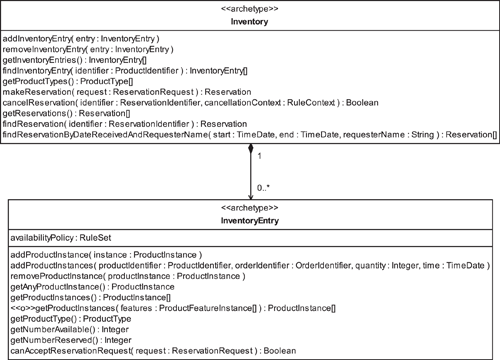 <<archetype>>
Inventory
addInventoryEntry( entry : InventoryEntry )
removeInventoryEntry( entry : InventoryEntry )
getInventoryEntries() : InventoryEntry[]
findInventoryEntry( identifier : ProductIdentifier ) : InventoryEntry[]
getProductTypes() : ProductType[]
makeReservation( request : ReservationRequest ) : Reservation
cancelReservation( identifier : ReservationIdentifier, cancellationContext : RuleContext ) : Boolean
getReservations() : Reservation[]
findReservation( identifier : ReservationIdentifier ) : Reservation
findReservationByDateReceivedAndRequesterName( start : TimeDate, end : TimeDate, requesterName : String ) : Reservation[]
1
0..*
<<archetype>>
InventoryEntry
availabilityPolicy : RuleSet
addProductInstance( instance : ProductInstance )
addProductInstances( productIdentifier : ProductIdentifier, orderIdentifier : OrderIdentifier, quantity : Integer, time : TimeDate )
removeProductInstance( productInstance : ProductInstance )
getAnyProductInstance() : ProductInstance
getProductInstances() : ProductInstance[]
<<o>>getProductInstances( features : ProductFeatureInstance[] ) : ProductInstance[]
getProductType() : ProductType
getNumberAvailable() : Integer
getNumberReserved() : Integer
canAcceptReservationRequest( request : ReservationRequest ) : Boolean